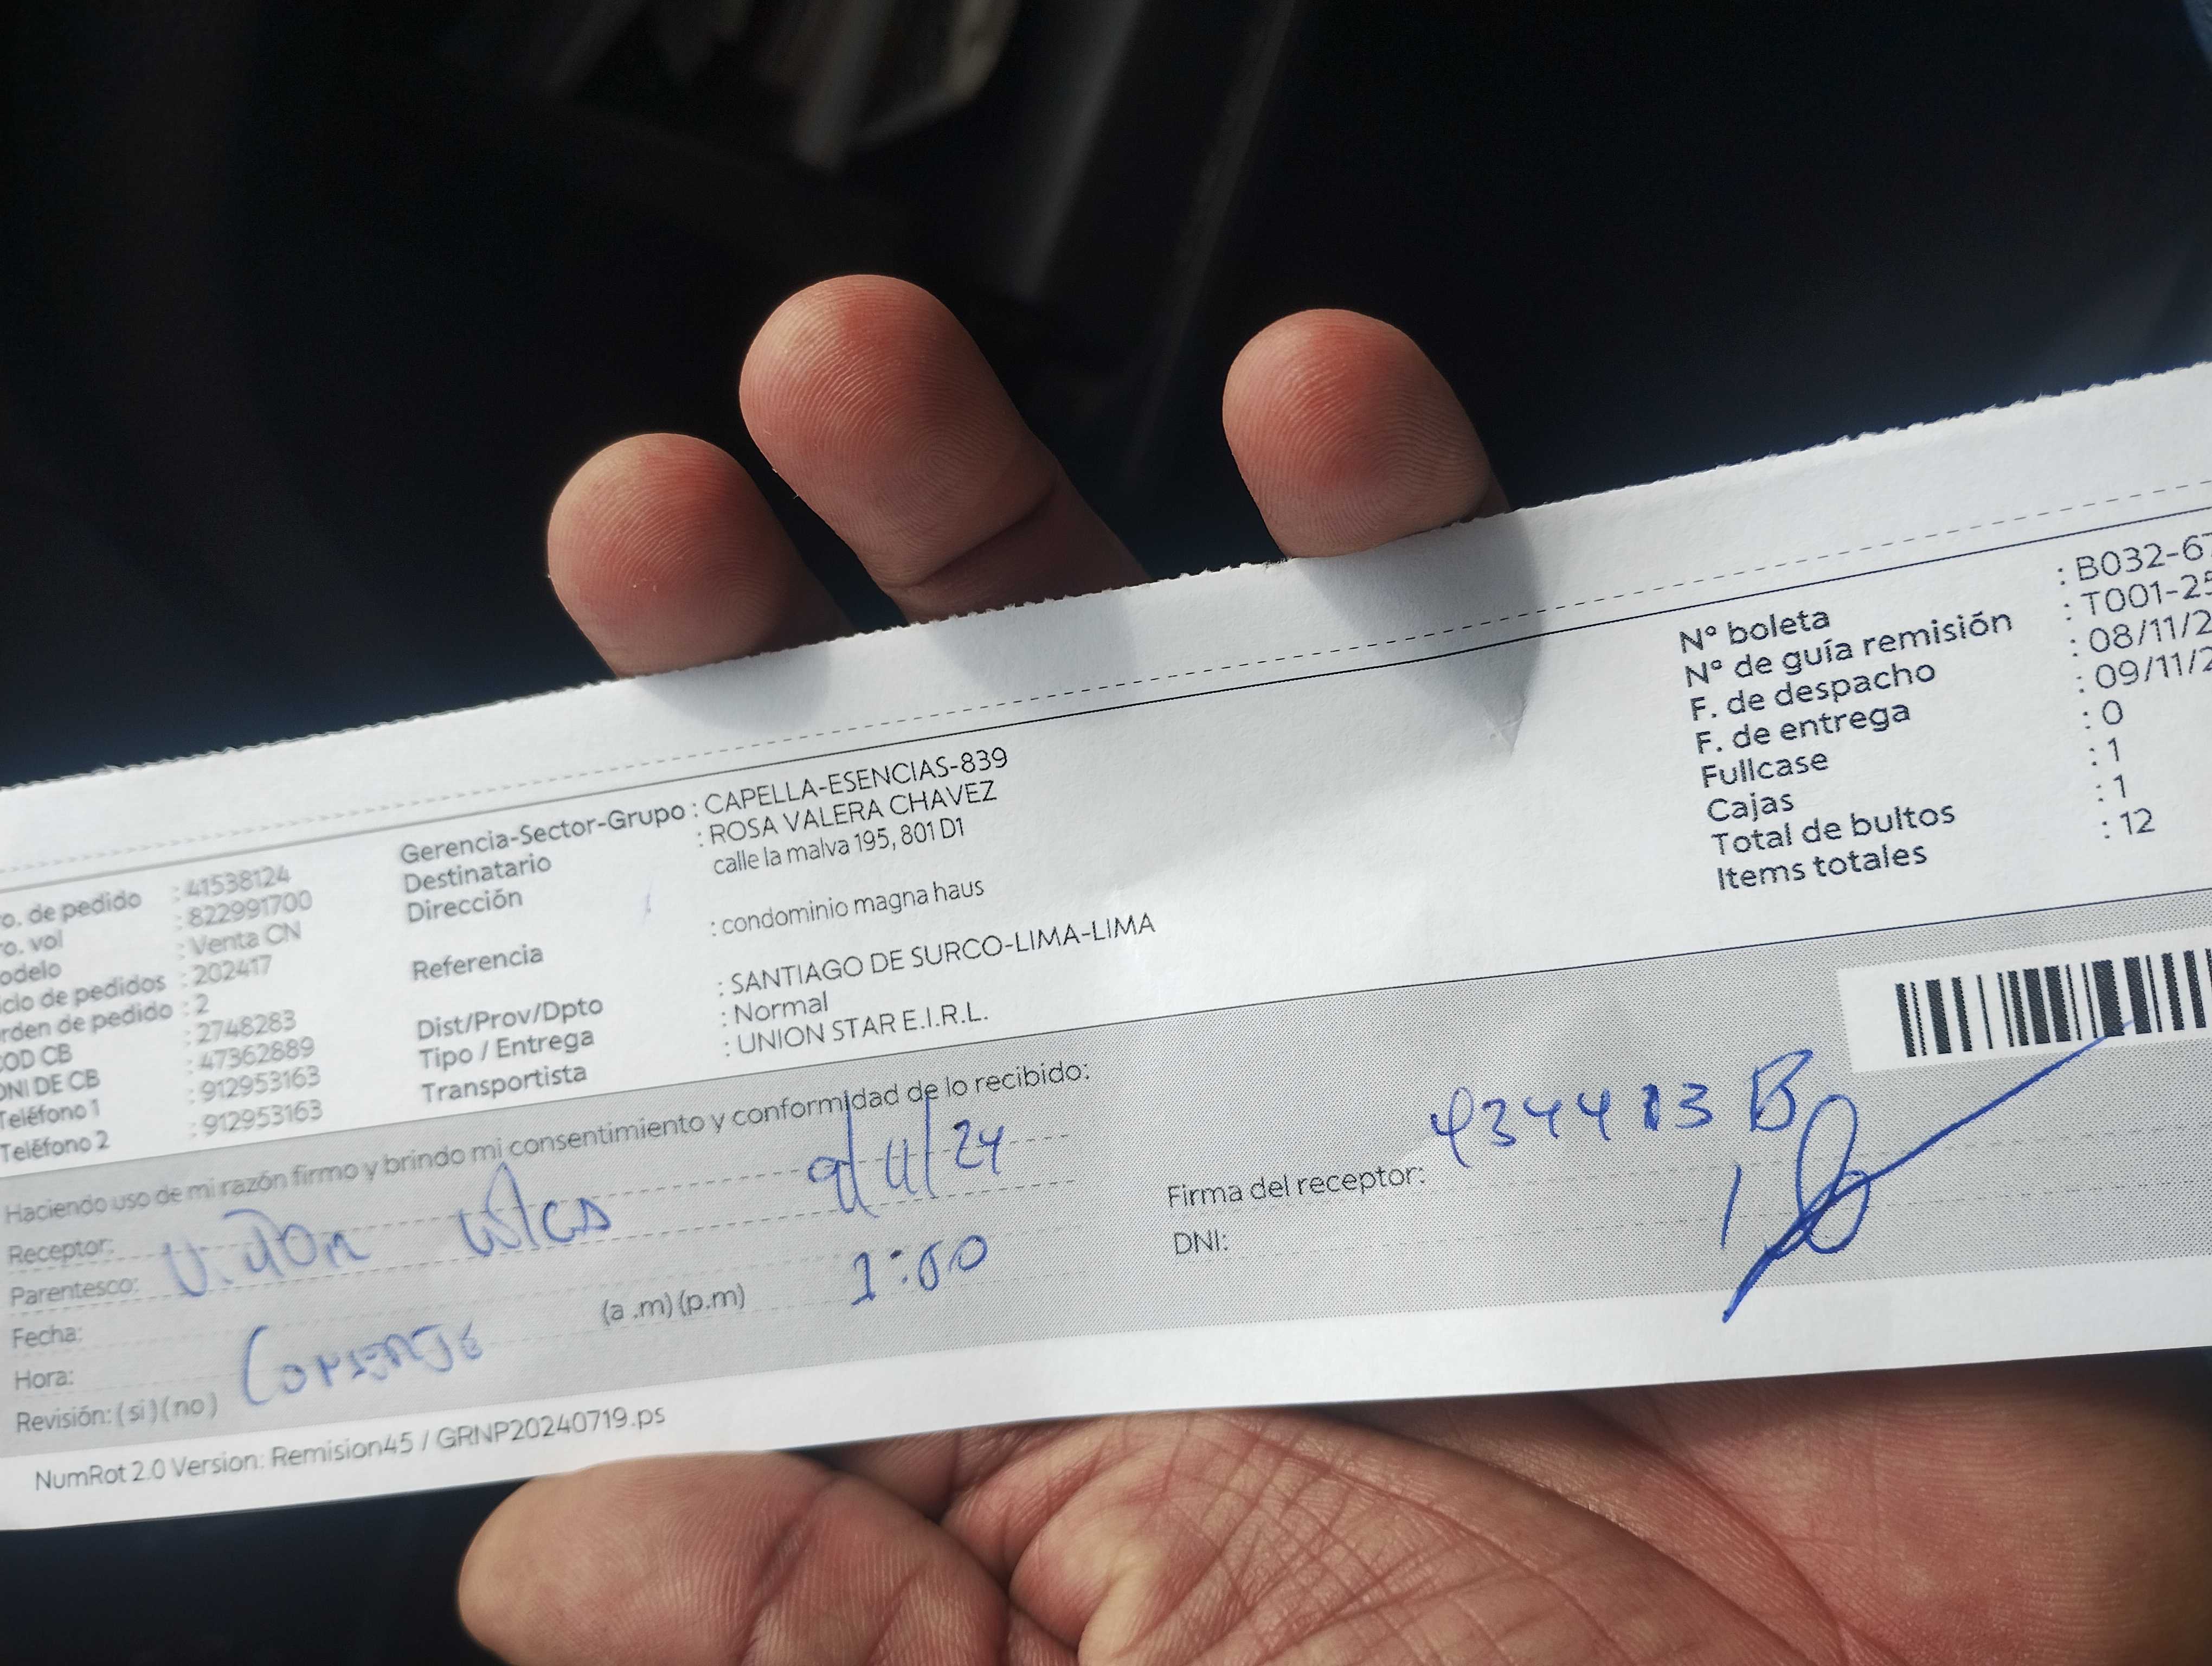 o. de pedido : 41538124
o. vol : 822991700
odelo : Venta CN
iclo de pedidos : 202417
rden de pedido : 2
OD CB : 2748283
DNI DE CB : 47362889
Teléfono 1 : 912953163
Teléfono 2 : 912953163
Gerencia-Sector-Grupo : CAPELLA-ESENCIAS-839
Destinatario : ROSA VALERA CHAVEZ
Dirección calle la malva 195, 801 D1
Referencia : condominio magna haus
Dist/Prov/Dpto : SANTIAGO DE SURCO-LIMA-LIMA
Tipo / Entrega : Normal
Transportista : UNION STAR E.I.R.L.
N° boleta : B032-67
N° de guía remisión : T001-25
F. de despacho : 08/11/2
F. de entrega : 09/11/2
Fullcase : 0
Cajas : 1
Total de bultos : 1
Items totales : 12
Haciendo uso de mi razón firmo y brindo mi consentimiento y conformidad de lo recibido:
Receptor:
Parentesco:
9/11/24
Fecha:
Hora: (a .m) (p.m) 1:00
Revisión: ( si ) ( no )
434413 B
Firma del receptor:
DNI:
NumRot 2.0 Version: Remision45 / GRNP20240719.ps